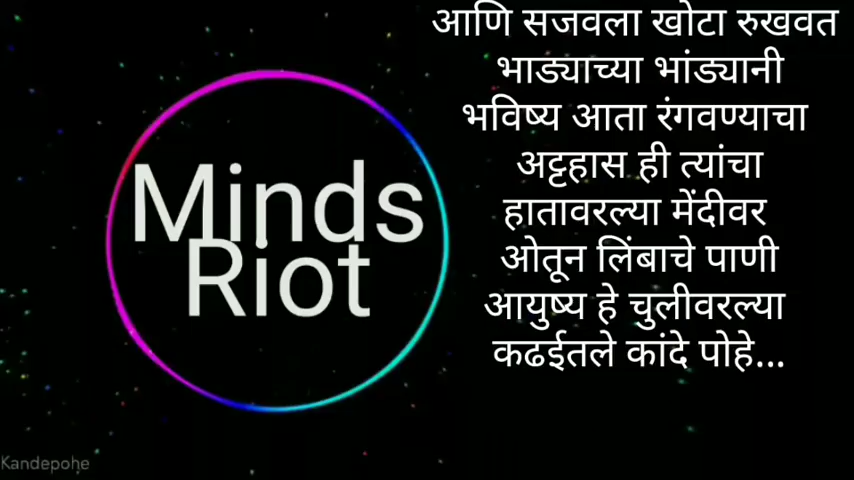 आणि सजवला खोटा रुखवत
भाड्याच्या भांड्यानी
भविष्य आता रंगवण्याचा
अट्टहास ही त्यांचा
हातावरल्या मेंदीवर
ओतून लिंबाचे पाणी
आयुष्य हे चुलीवरल्या
कढईतले कांदे पोहे...
Minds
Riot
Kandepohe